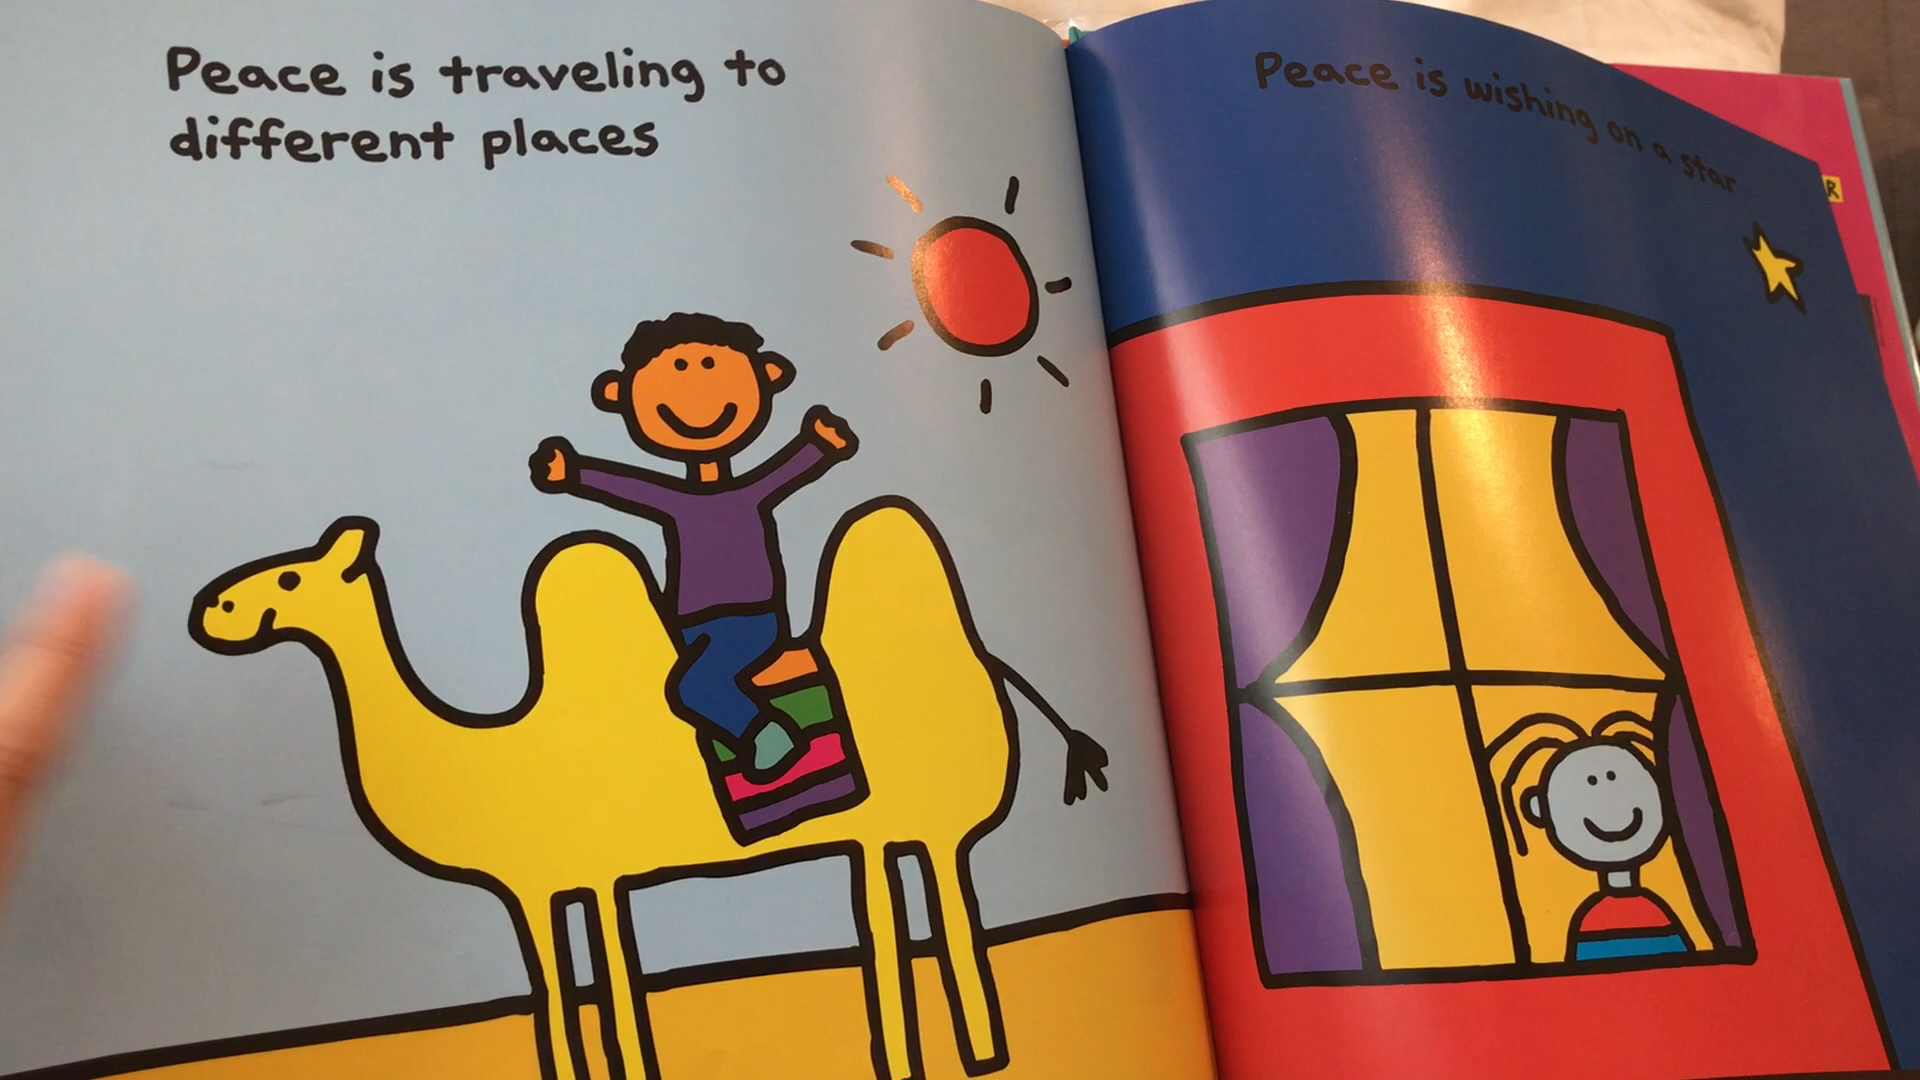 Peace is traveling to
different places
Peace is wishing on a star
R